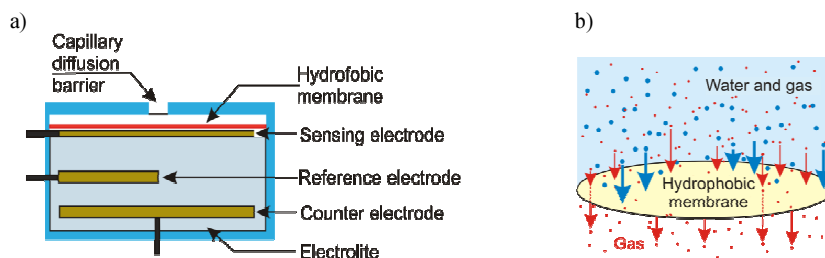 a)
Capillary
diffusion
barrier
Hydrofobic
membrane
Sensing electrode
Reference electrode
Counter electrode
Electrolite
b)
Water and gas
Hydrophobic
membrane
Gas